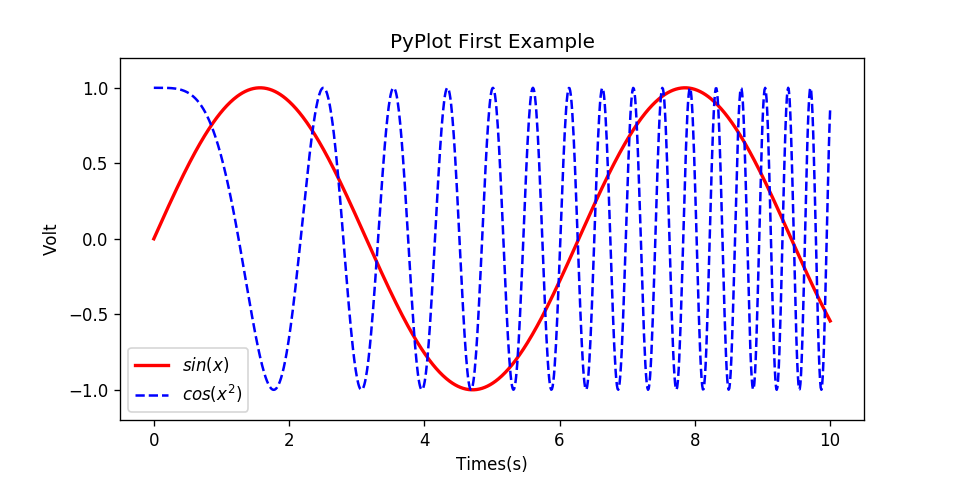 PyPlot First Example
1.0
0.5
0.0
−0.5
−1.0
Volt
sin(x)
cos(x²)
0 2 4 6 8 10
Times(s)